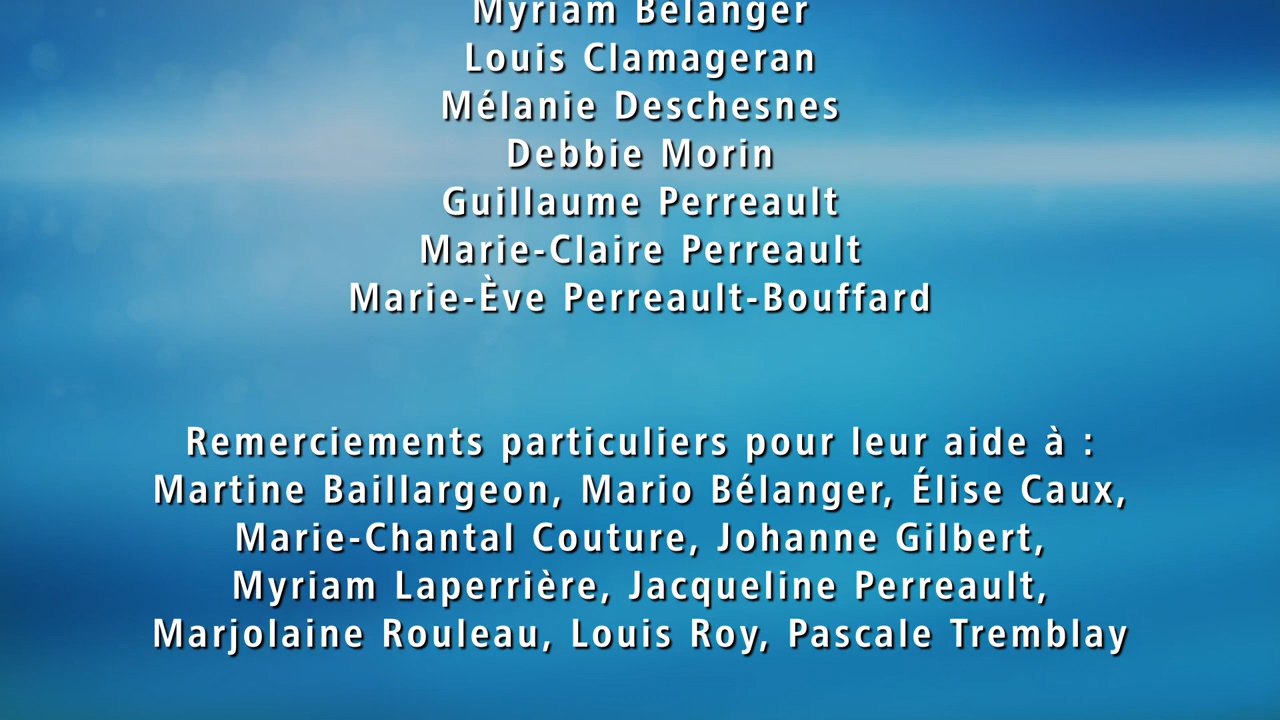 Myriam Bélanger
Louis Clamageran
Mélanie Deschesnes
Debbie Morin
Guillaume Perreault
Marie-Claire Perreault
Marie-Ève Perreault-Bouffard
Remerciements particuliers pour leur aide à :
Martine Baillargeon, Mario Bélanger, Élise Caux,
Marie-Chantal Couture, Johanne Gilbert,
Myriam Laperrière, Jacqueline Perreault,
Marjolaine Rouleau, Louis Roy, Pascale Tremblay